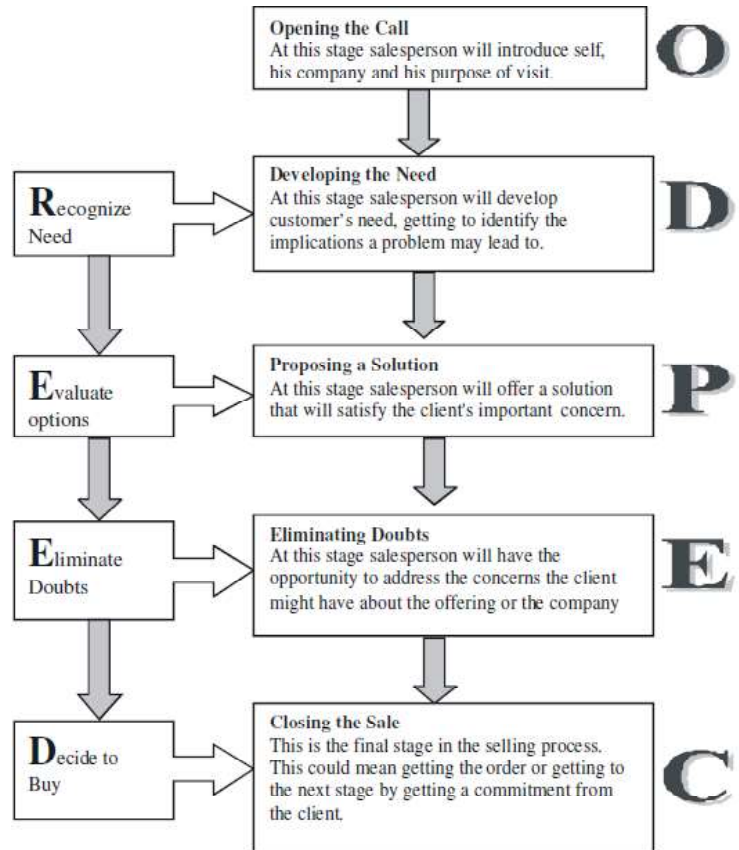 Opening the Call
At this stage salesperson will introduce self,
his company and his purpose of visit.
O
Recognize
Need
Developing the Need
At this stage salesperson will develop
customer's need, getting to identify the
implications a problem may lead to.
D
Evaluate
options
Proposing a Solution
At this stage salesperson will offer a solution
that will satisfy the client's important concern.
P
Eliminate
Doubts
Eliminating Doubts
At this stage salesperson will have the
opportunity to address the concerns the client
might have about the offering or the company
E
Decide to
Buy
Closing the Sale
This is the final stage in the selling process.
This could mean getting the order or getting to
the next stage by getting a commitment from
the client.
C